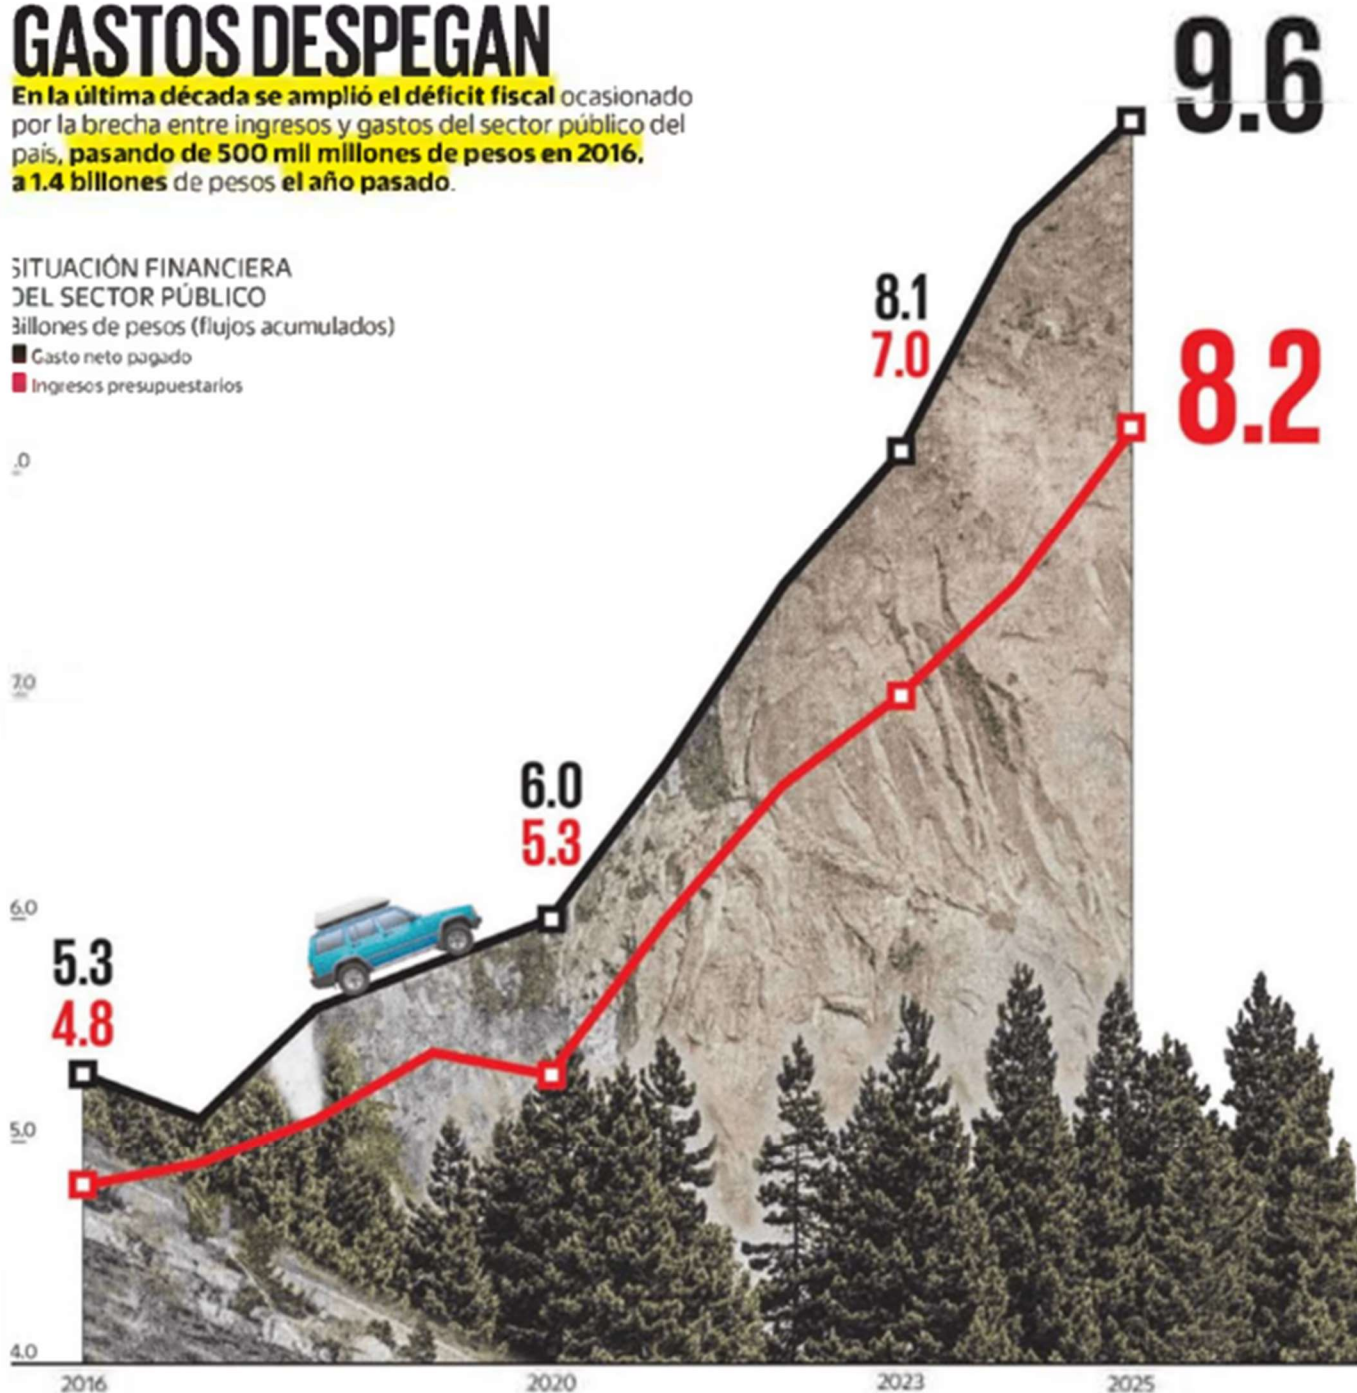 GASTOS DESPEGAN
En la última década se amplió el déficit fiscal ocasionado
por la brecha entre ingresos y gastos del sector público del
país, pasando de 500 mil millones de pesos en 2016,
a 1.4 billones de pesos el año pasado.
SITUACIÓN FINANCIERA
DEL SECTOR PÚBLICO
Billones de pesos (flujos acumulados)
Gasto neto pagado
Ingresos presupuestarios
9.6
8.2
8.1
7.0
6.0
5.3
5.3
4.8
.0
7.0
6.0
5.0
4.0
2016 2020 2023 2025